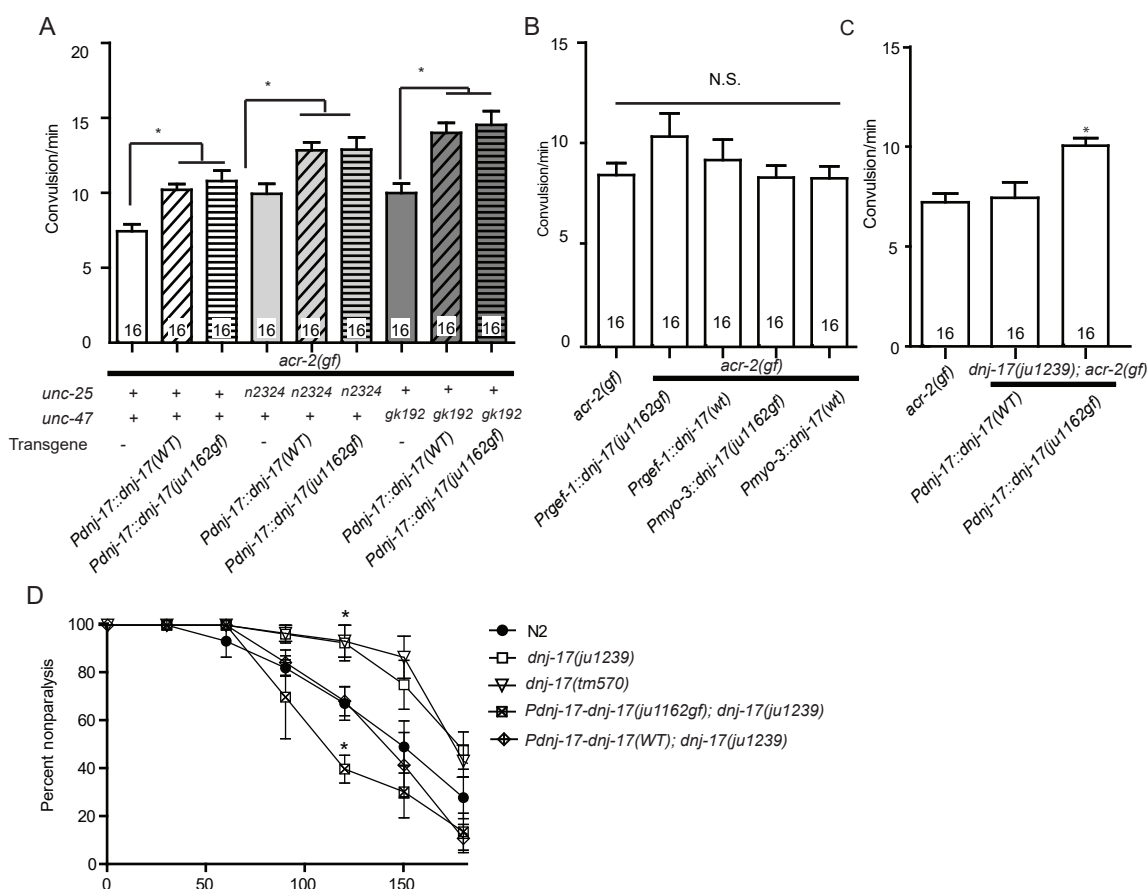 A
Convulsion/min
20
15
10
5
0
*
*
*
16 16 16 16 16 16 16 16 16
acr-2(gf)
unc-25 + + + n2324 n2324 n2324 + + +
unc-47 + + + + + + gk192 gk192 gk192
Transgene - - -
Pdnj-17::dnj-17(WT)
Pdnj-17::dnj-17(ju1162gf)
Pdnj-17::dnj-17(WT)
Pdnj-17::dnj-17(ju1162gf)
Pdnj-17::dnj-17(WT)
Pdnj-17::dnj-17(ju1162gf)
B
Convulsion/min
15
10
5
0
N.S.
16 16 16 16 16
acr-2(gf)
acr-2(gf)
Prgef-1::dnj-17(ju1162gf)
Prgef-1::dnj-17(wt)
Pmyo-3::dnj-17(ju1162gf)
Pmyo-3::dnj-17(wt)
C
Convulsion/min
15
10
5
0
*
16 16 16
acr-2(gf)
dnj-17(ju1239); acr-2(gf)
Pdnj-17::dnj-17(WT)
Pdnj-17::dnj-17(ju1162gf)
D
Percent nonparalysis
100
80
60
40
20
0
0 50 100 150
*
*
N2
dnj-17(ju1239)
dnj-17(tm570)
Pdnj-17-dnj-17(ju1162gf); dnj-17(ju1239)
Pdnj-17-dnj-17(WT); dnj-17(ju1239)